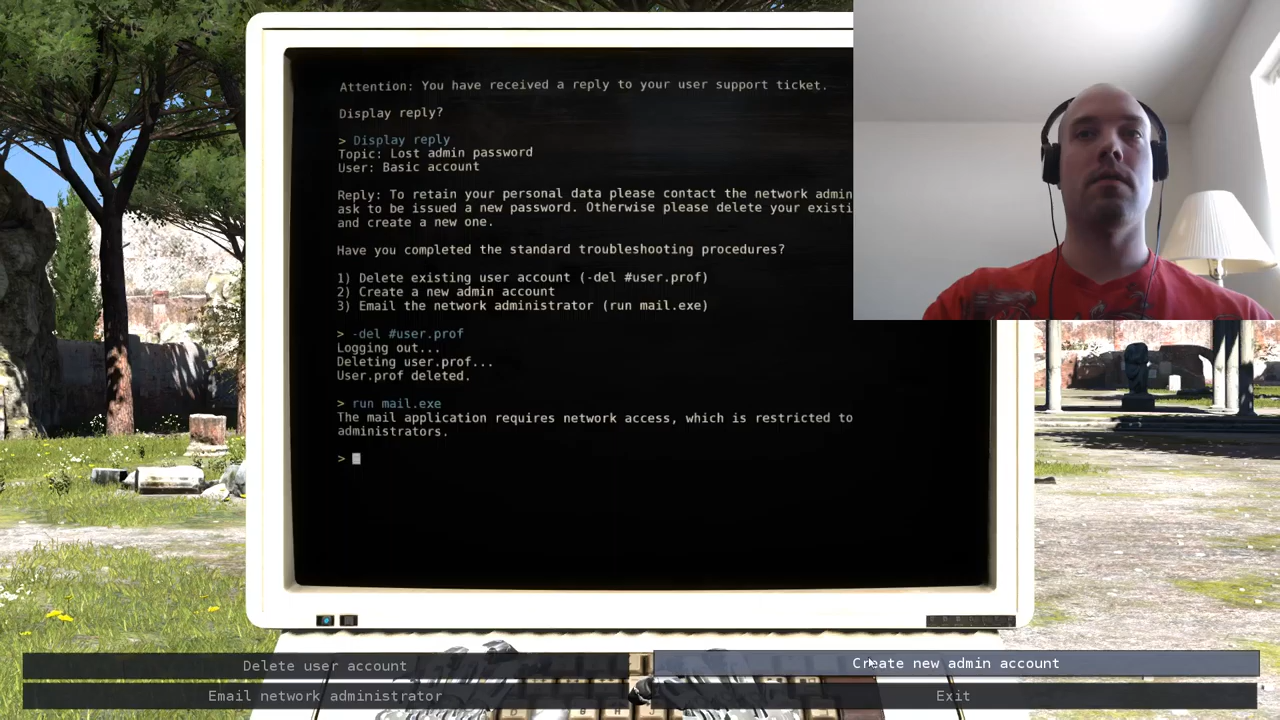 Attention: You have received a reply to your user support ticket.
Display reply?
> Display reply
Topic: Lost admin password
User: Basic account
Reply: To retain your personal data please contact the network admin
ask to be issued a new password. Otherwise please delete your existi
and create a new one.
Have you completed the standard troubleshooting procedures?
1) Delete existing user account (-del #user.prof)
2) Create a new admin account
3) Email the network administrator (run mail.exe)
> -del #user.prof
Logging out...
Deleting user.prof...
User.prof deleted.
> run mail.exe
The mail application requires network access, which is restricted to
administrators.
>
Delete user account
Create new admin account
Email network administrator
Exit